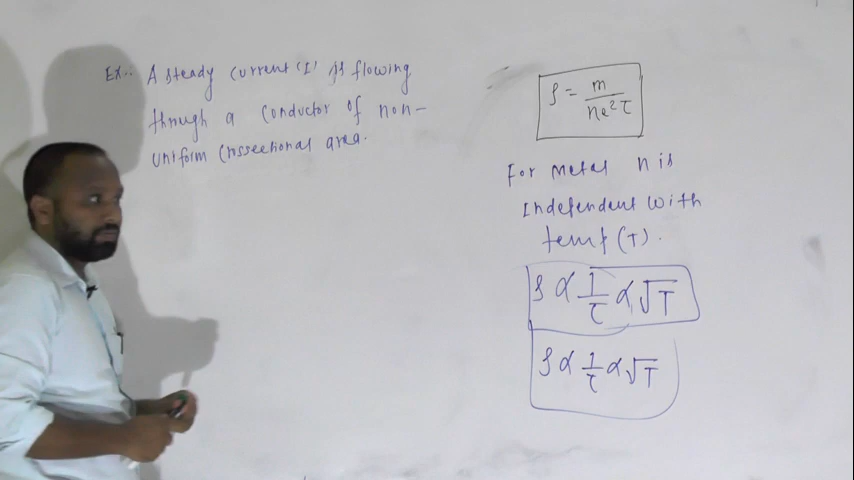 Ex.. A steady current 'I' is flowing
through a conductor of non-
uniform crossectional area.
ρ = m / ne²τ
For metal n is
Independent with
temp (T).
ρ ∝ 1/τ ∝ √T
ρ ∝ 1/τ ∝ √T